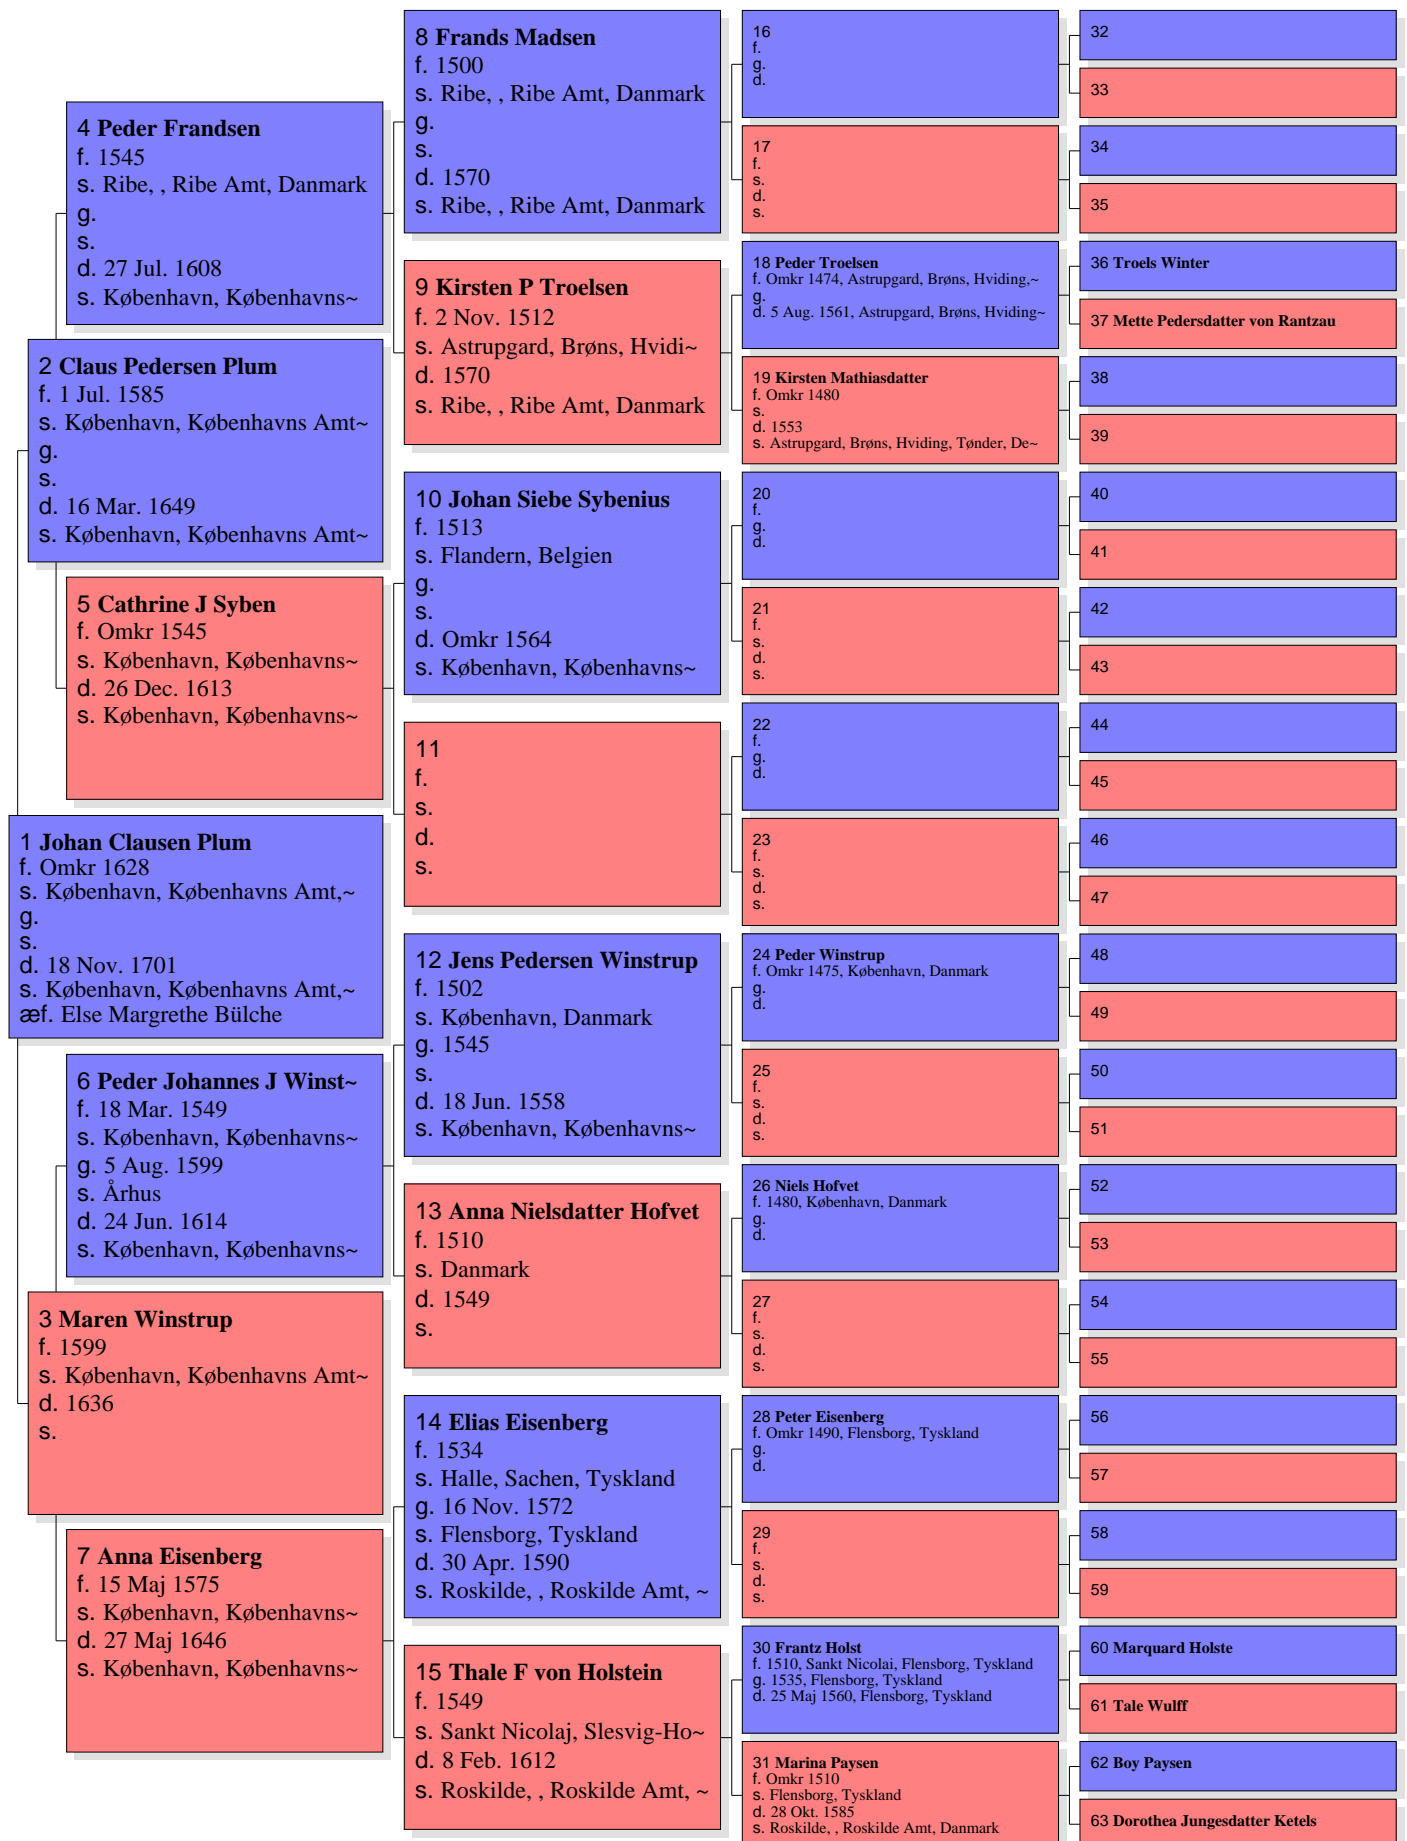 1 Johan Clausen Plum
f. Omkr 1628
s. København, Københavns Amt,~
g.
s.
d. 18 Nov. 1701
s. København, Københavns Amt,~
æf. Else Margrethe Bülche
2 Claus Pedersen Plum
f. 1 Jul. 1585
s. København, Københavns Amt~
g.
s.
d. 16 Mar. 1649
s. København, Københavns Amt~
3 Maren Winstrup
f. 1599
s. København, Københavns Amt~
d. 1636
s.
4 Peder Frandsen
f. 1545
s. Ribe, , Ribe Amt, Danmark
g.
s.
d. 27 Jul. 1608
s. København, Københavns~
5 Cathrine J Syben
f. Omkr 1545
s. København, Københavns~
d. 26 Dec. 1613
s. København, Københavns~
6 Peder Johannes J Winst~
f. 18 Mar. 1549
s. København, Københavns~
g. 5 Aug. 1599
s. Århus
d. 24 Jun. 1614
s. København, Københavns~
7 Anna Eisenberg
f. 15 Maj 1575
s. København, Københavns~
d. 27 Maj 1646
s. København, Københavns~
8 Frands Madsen
f. 1500
s. Ribe, , Ribe Amt, Danmark
g.
s.
d. 1570
s. Ribe, , Ribe Amt, Danmark
9 Kirsten P Troelsen
f. 2 Nov. 1512
s. Astrupgard, Brøns, Hvidi~
d. 1570
s. Ribe, , Ribe Amt, Danmark
10 Johan Siebe Sybenius
f. 1513
s. Flandern, Belgien
g.
s.
d. Omkr 1564
s. København, Københavns~
11
f.
s.
d.
s.
12 Jens Pedersen Winstrup
f. 1502
s. København, Danmark
g. 1545
s.
d. 18 Jun. 1558
s. København, Københavns~
13 Anna Nielsdatter Hofvet
f. 1510
s. Danmark
d. 1549
s.
14 Elias Eisenberg
f. 1534
s. Halle, Sachen, Tyskland
g. 16 Nov. 1572
s. Flensborg, Tyskland
d. 30 Apr. 1590
s. Roskilde, , Roskilde Amt, ~
15 Thale F von Holstein
f. 1549
s. Sankt Nicolaj, Slesvig-Ho~
d. 8 Feb. 1612
s. Roskilde, , Roskilde Amt, ~
16
f.
g.
d.
17
f.
s.
d.
s.
18 Peder Troelsen
f. Omkr 1474, Astrupgard, Brøns, Hviding,~
g.
d. 5 Aug. 1561, Astrupgard, Brøns, Hviding~
19 Kirsten Mathiasdatter
f. Omkr 1480
s.
d. 1553
s. Astrupgard, Brøns, Hviding, Tønder, De~
20
f.
g.
d.
21
f.
s.
d.
s.
22
f.
g.
d.
23
f.
s.
d.
s.
24 Peder Winstrup
f. Omkr 1475, København, Danmark
g.
d.
25
f.
s.
d.
s.
26 Niels Hofvet
f. 1480, København, Danmark
g.
d.
27
f.
s.
d.
s.
28 Peter Eisenberg
f. Omkr 1490, Flensborg, Tyskland
g.
d.
29
f.
s.
d.
s.
30 Frantz Holst
f. 1510, Sankt Nicolai, Flensborg, Tyskland
g. 1535, Flensborg, Tyskland
d. 25 Maj 1560, Flensborg, Tyskland
31 Marina Paysen
f. Omkr 1510
s. Flensborg, Tyskland
d. 28 Okt. 1585
s. Roskilde, , Roskilde Amt, Danmark
32
33
34
35
36 Troels Winter
37 Mette Pedersdatter von Rantzau
38
39
40
41
42
43
44
45
46
47
48
49
50
51
52
53
54
55
56
57
58
59
60 Marquard Holste
61 Tale Wulff
62 Boy Paysen
63 Dorothea Jungesdatter Ketels